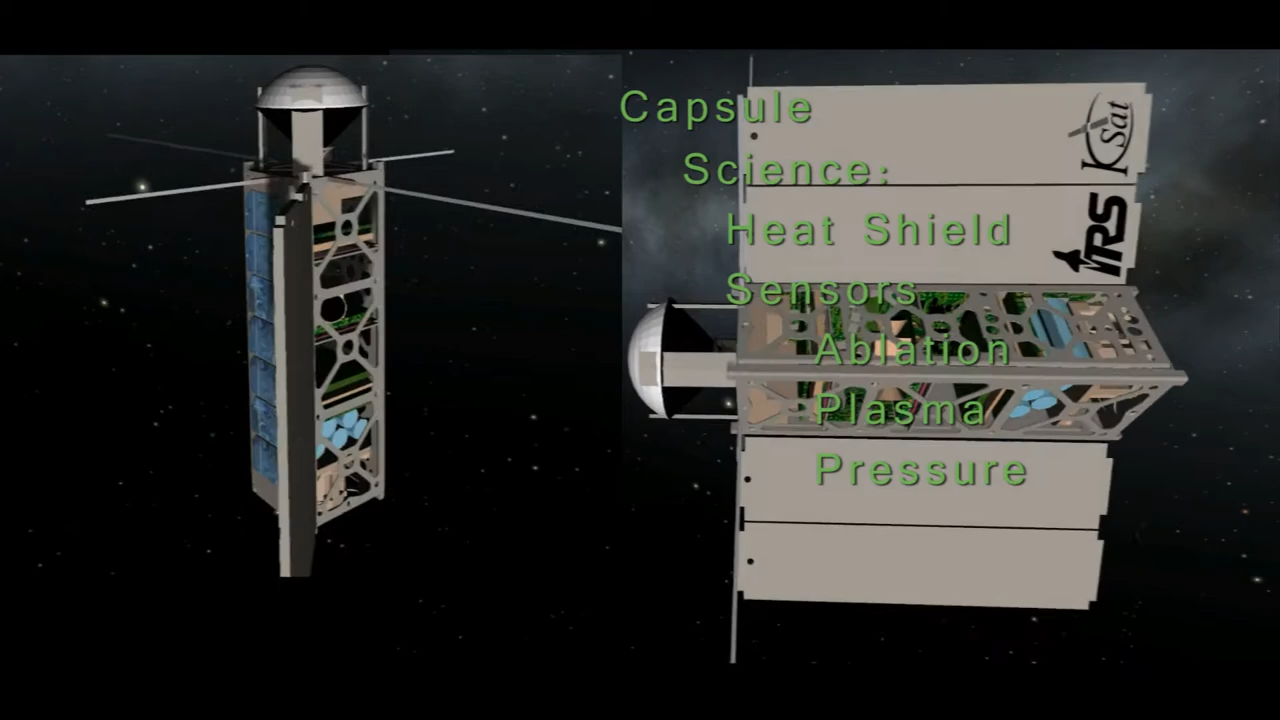 Capsule
Science:
Heat Shield
Sensors
Ablation
Plasma
Pressure
KSat
IRS